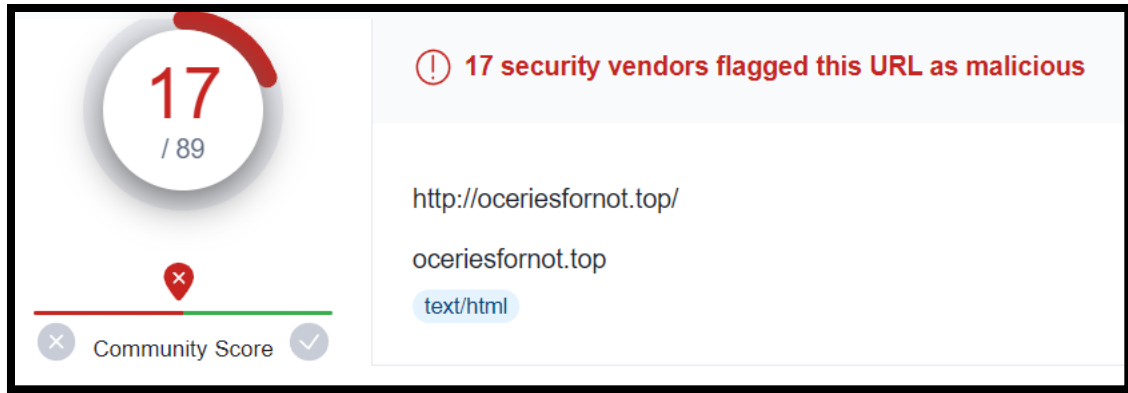 17
/ 89
Community Score
17 security vendors flagged this URL as malicious
http://oceriesfornot.top/
oceriesfornot.top
text/html